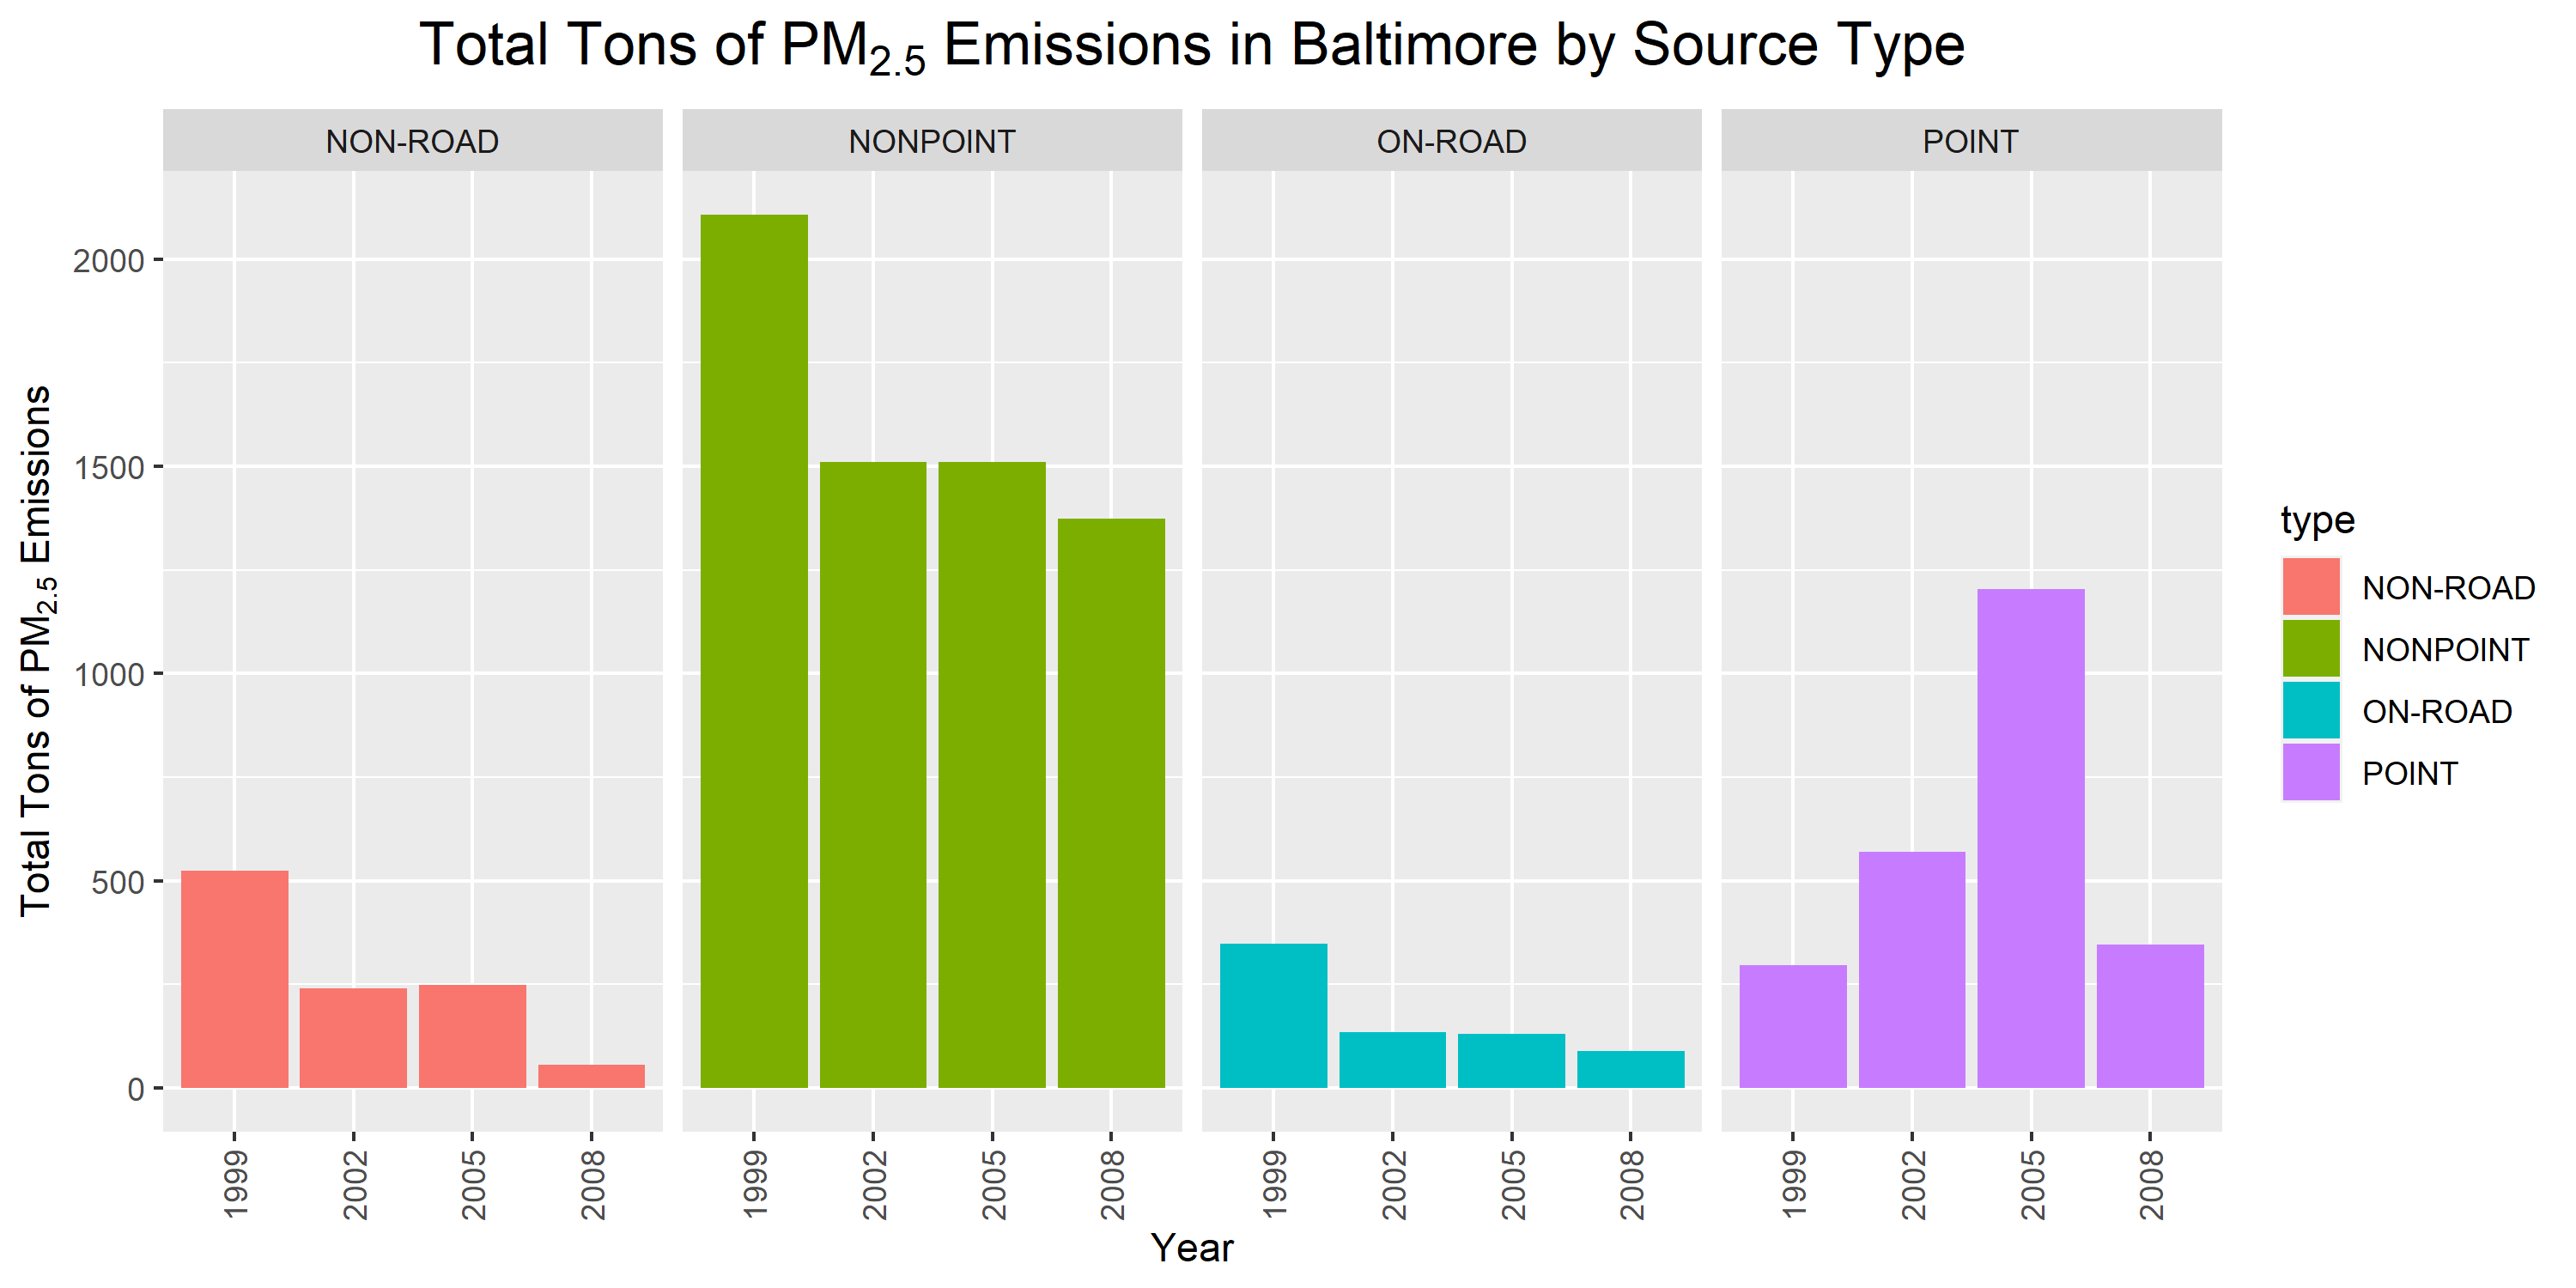 Total Tons of PM2.5 Emissions in Baltimore by Source Type
NON-ROAD NONPOINT ON-ROAD POINT
Total Tons of PM2.5 Emissions
2000
1500
1000
500
0
1999 2002 2005 2008 1999 2002 2005 2008 1999 2002 2005 2008 1999 2002 2005 2008
Year
type
NON-ROAD
NONPOINT
ON-ROAD
POINT